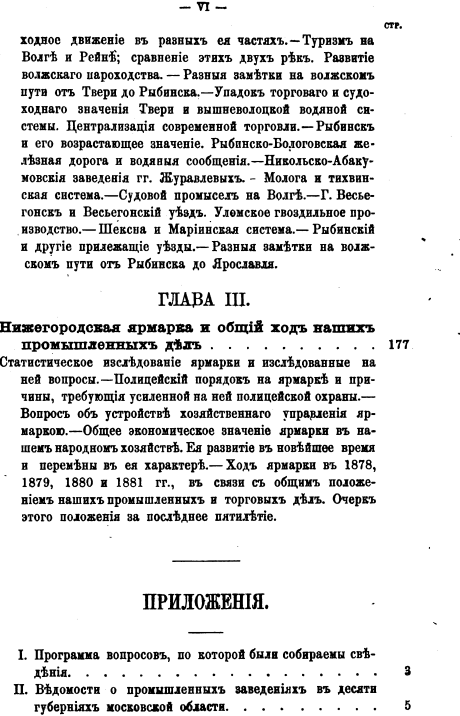 — VI —
СТР.
ходное движеніе въ разныхъ ея частяхъ.—Туризмъ на
Волгѣ и Рейнѣ; сравненіе этихъ двухъ рѣкъ. Развитіе
волжскаго пароходства. — Разныя замѣтки на волжскомъ
пути отъ Твери до Рыбинска.—Упадокъ торговаго и судо-
ходнаго значенія Твери и вышневолоцкой водяной си-
стемы. Централизація современной торговли.—Рыбинскъ
и его возрастающее значеніе. Рыбинско-Бологовская же-
лѣзная дорога и водяныя сообщенія.—Никольско-Абаку-
мовскія заведенія гг. Журавлевыхъ. - Молога и тихвин-
ская система.—Судовой промыселъ на Волгѣ.—Г. Весье-
гонскъ и Весьегонскій уѣздъ. Уломское гвоздильное про-
изводство.— Шексна и Маріинская система.— Рыбинскій
и другіе прилежащіе уѣзды.— Разныя замѣтки на волж-
скомъ пути отъ Рыбинска до Ярославля.
ГЛАВА III.
Нижегородская ярмарка и общій ходъ нашихъ
промышленныхъ дѣлъ . . . . . . . . . . 177
Статистическое изслѣдованіе ярмарки и изслѣдованные на
ней вопросы.—Полицейскій порядокъ на ярмаркѣ и при-
чины, требующія усиленной на ней полицейской охраны.—
Вопросъ объ устройствѣ хозяйственнаго управленія яр-
маркою.—Общее экономическое значеніе ярмарки въ на-
шемъ народномъ хозяйствѣ. Ея развитіе въ новѣйшее время
и перемѣны въ ея характерѣ.— Ходъ ярмарки въ 1878,
1879, 1880 и 1881 гг., въ связи съ общимъ положе-
ніемъ нашихъ промышленныхъ и торговыхъ дѣлъ. Очеркъ
этого положенія за послѣднее пятилѣтіе.
ПРИЛОЖЕНІЯ.
I. Программа вопросовъ, по которой были собираемы свѣ-
дѣнія. . . . . . . . . . . . . . . . . . 3
II. Вѣдомости о промышленныхъ заведеніяхъ въ десяти
губерніяхъ московской области. . . . . . . . . 5